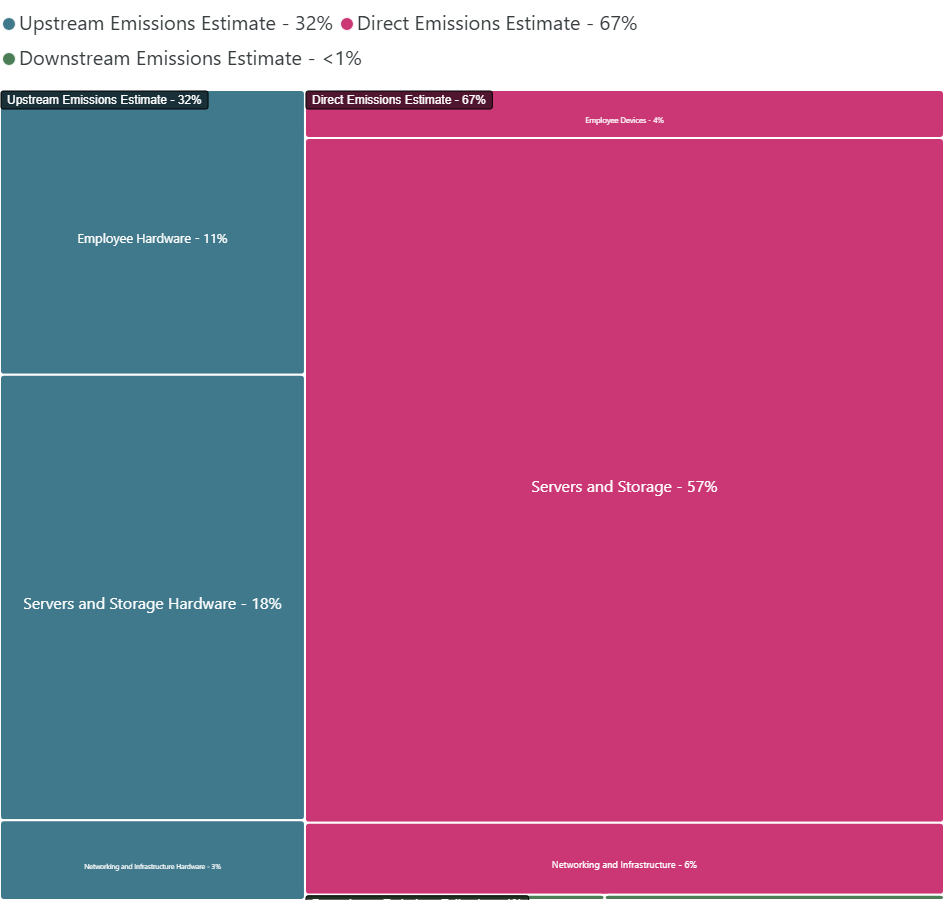 Upstream Emissions Estimate - 32% Direct Emissions Estimate - 67%
Downstream Emissions Estimate - <1%
Upstream Emissions Estimate - 32%
Direct Emissions Estimate - 67%
Employee Devices - 4%
Employee Hardware - 11%
Servers and Storage - 57%
Servers and Storage Hardware - 18%
Networking and Infrastructure - 6%
Networking and Infrastructure Hardware - 3%